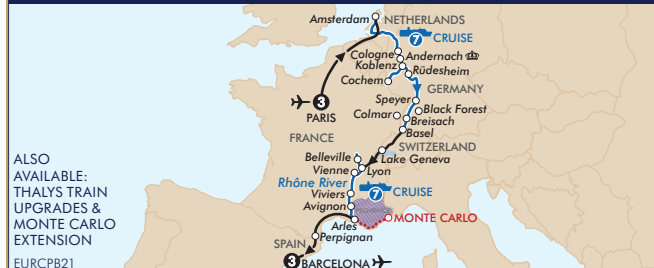 Amsterdam
NETHERLANDS
7 CRUISE
Cologne
Andernach
Koblenz
Rüdesheim
Cochem
GERMANY
Speyer
3
PARIS
Black Forest
Colmar
Breisach
Basel
FRANCE
SWITZERLAND
Belleville
Lake Geneva
Vienne
Lyon
Rhône River
7 CRUISE
Viviers
Avignon
MONTE CARLO
Arles
SPAIN
Perpignan
3 BARCELONA
ALSO
AVAILABLE:
THALYS TRAIN
UPGRADES &
MONTE CARLO
EXTENSION
EURCPB21